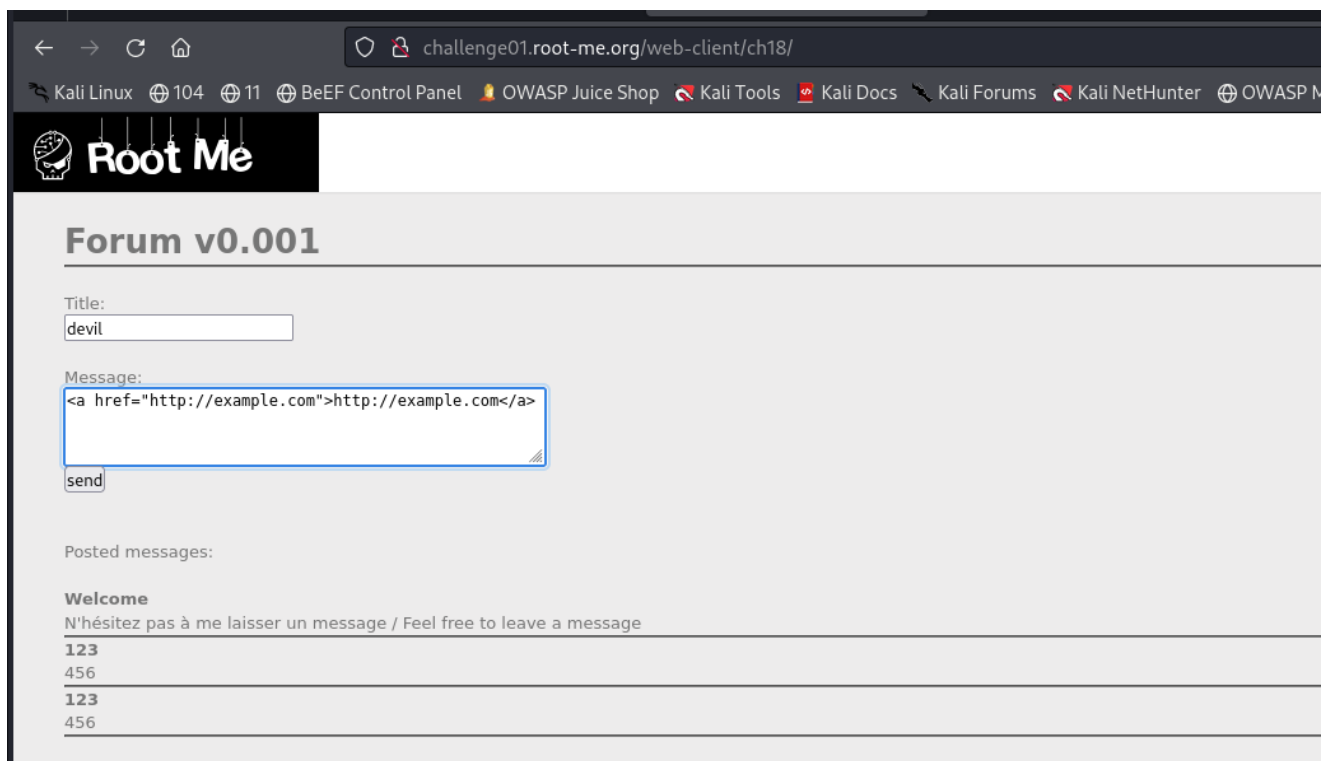 challenge01.root-me.org/web-client/ch18/
Kali Linux 104 11 BeEF Control Panel OWASP Juice Shop Kali Tools Kali Docs Kali Forums Kali NetHunter OWASP M
Root Me
Forum v0.001
Title:
devil
Message:
<a href="http://example.com">http://example.com</a>
send
Posted messages:
Welcome
N'hésitez pas à me laisser un message / Feel free to leave a message
123
456
123
456